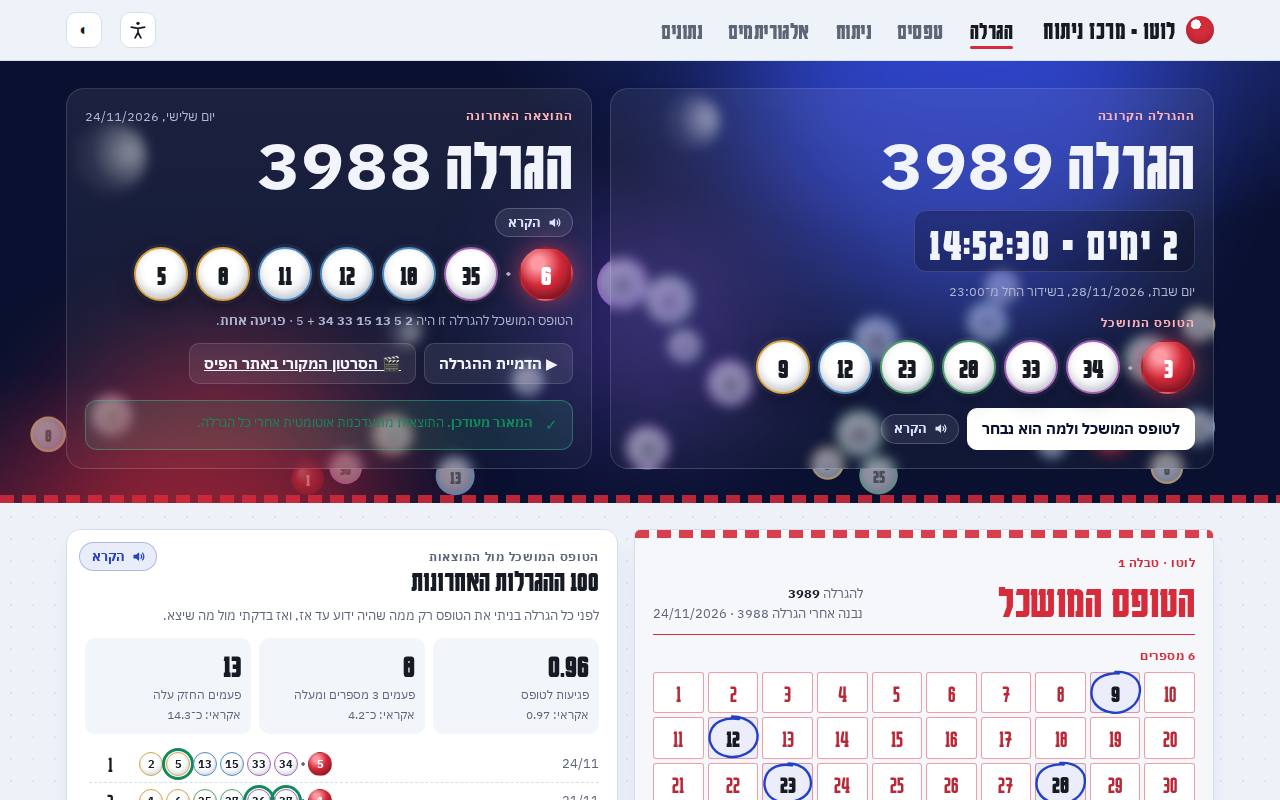 לוטו · מרכז ניתוח
הגרלה
טפסים
ניתוח
אלגוריתמים
נתונים
ההגרלה הקרובה
הגרלה 3989
2 ימים · 14:52:30
יום שבת, 28/11/2026, בשידור החל מ־23:00
הטופס המושכל
3 · 34 33 28 23 12 9
לטופס המושכל ולמה הוא נבחר
הקרא
התוצאה האחרונה
יום שלישי, 24/11/2026
הגרלה 3988
הקרא
6 · 35 18 12 11 8 5
הטופס המושכל להגרלה זו היה 2 5 13 15 33 34 + 5 · פגיעה אחת.
▶ הדמיית ההגרלה
🎬 הסרטון המקורי באתר הפיס
✓ המאגר מעודכן. התוצאות מתעדכנות אוטומטית אחרי כל הגרלה.
8
1
30
13
25
לוטו · טבלה 1
הטופס המושכל
להגרלה 3989
נבנה אחרי הגרלה 3988 · 24/11/2026
6 מספרים
1 2 3 4 5 6 7 8 9 10
11 12 13 14 15 16 17 18 19 20
21 22 23 24 25 26 27 28 29 30
הטופס המושכל מול התוצאות
הקרא
100 ההגרלות האחרונות
לפני כל הגרלה בניתי את הטופס רק ממה שהיה ידוע עד אז, ואז בדקתי מול מה שיצא.
0.96
פגיעות לטופס
אקראי: 0.97
0
פעמים 3 מספרים ומעלה
אקראי: כ־4.2
13
פעמים החזק עלה
אקראי: כ־14.3
24/11
5 · 34 33 15 13 5 2
1